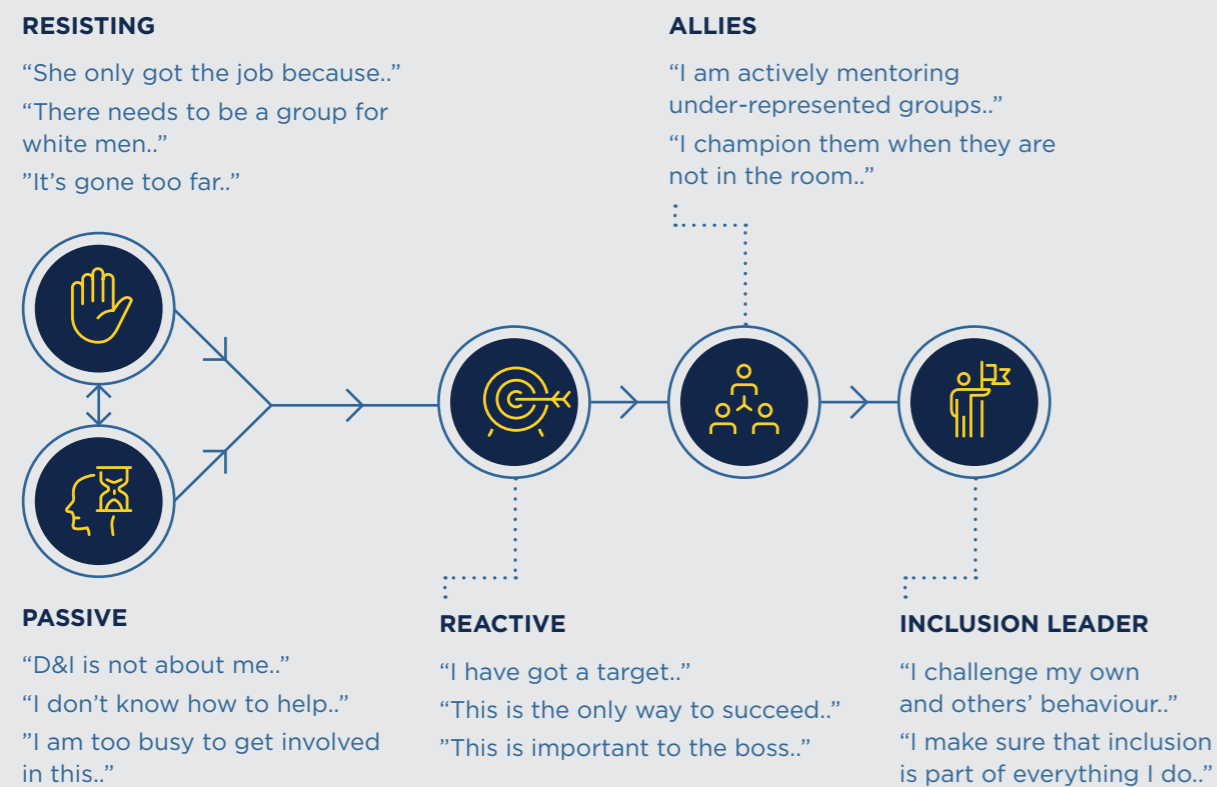 RESISTING
“She only got the job because..”
“There needs to be a group for
white men..”
”It’s gone too far..”
ALLIES
“I am actively mentoring
under-represented groups..”
“I champion them when they are
not in the room..”
PASSIVE
“D&I is not about me..”
“I don’t know how to help..”
”I am too busy to get involved
in this..”
REACTIVE
“I have got a target..”
“This is the only way to succeed..”
”This is important to the boss..”
INCLUSION LEADER
“I challenge my own
and others’ behaviour..”
“I make sure that inclusion
is part of everything I do..”